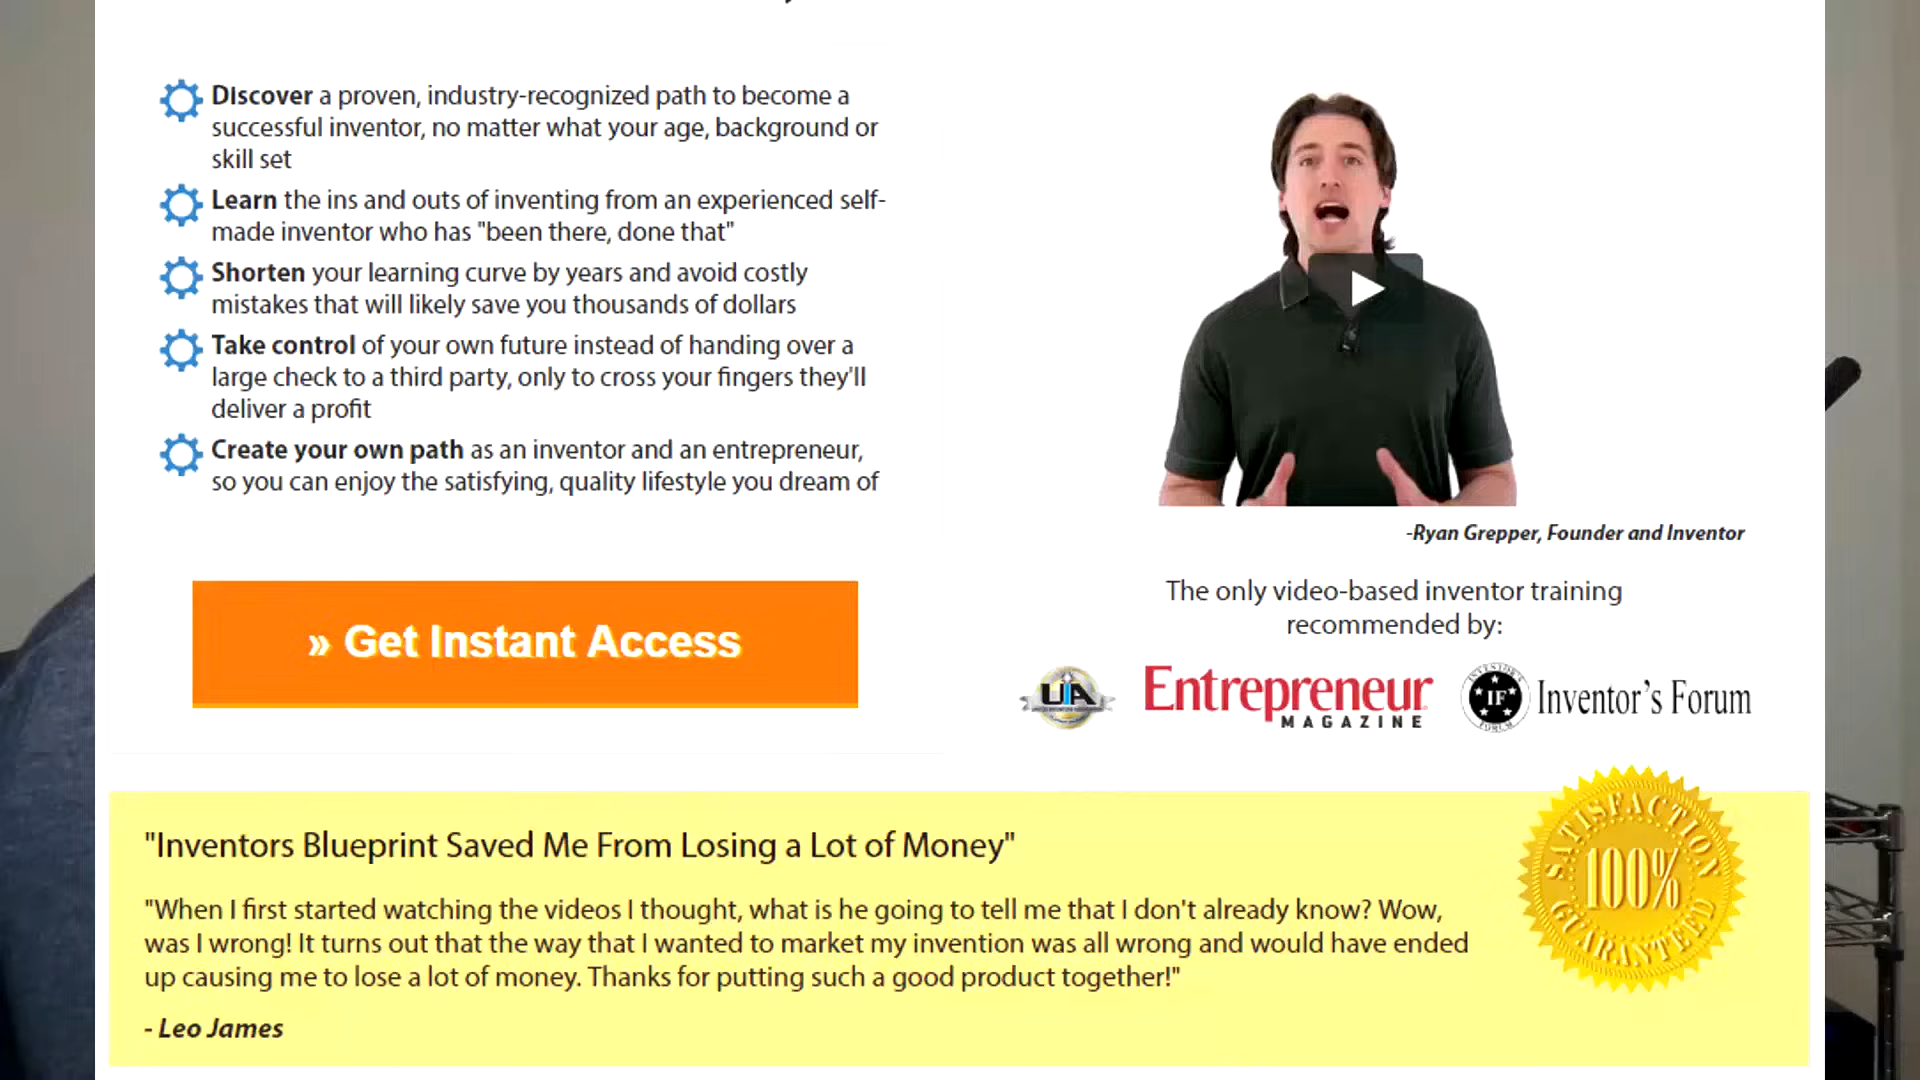 Discover a proven, industry-recognized path to become a
successful inventor, no matter what your age, background or
skill set
Learn the ins and outs of inventing from an experienced self-
made inventor who has "been there, done that"
Shorten your learning curve by years and avoid costly
mistakes that will likely save you thousands of dollars
Take control of your own future instead of handing over a
large check to a third party, only to cross your fingers they'll
deliver a profit
Create your own path as an inventor and an entrepreneur,
so you can enjoy the satisfying, quality lifestyle you dream of
» Get Instant Access
-Ryan Grepper, Founder and Inventor
The only video-based inventor training
recommended by:
UIA
Entrepreneur
MAGAZINE
INVENTOR'S
IF
FORUM
Inventor's Forum
"Inventors Blueprint Saved Me From Losing a Lot of Money"
"When I first started watching the videos I thought, what is he going to tell me that I don't already know? Wow,
was I wrong! It turns out that the way that I wanted to market my invention was all wrong and would have ended
up causing me to lose a lot of money. Thanks for putting such a good product together!"
- Leo James
SATISFACTION
100%
GUARANTEED